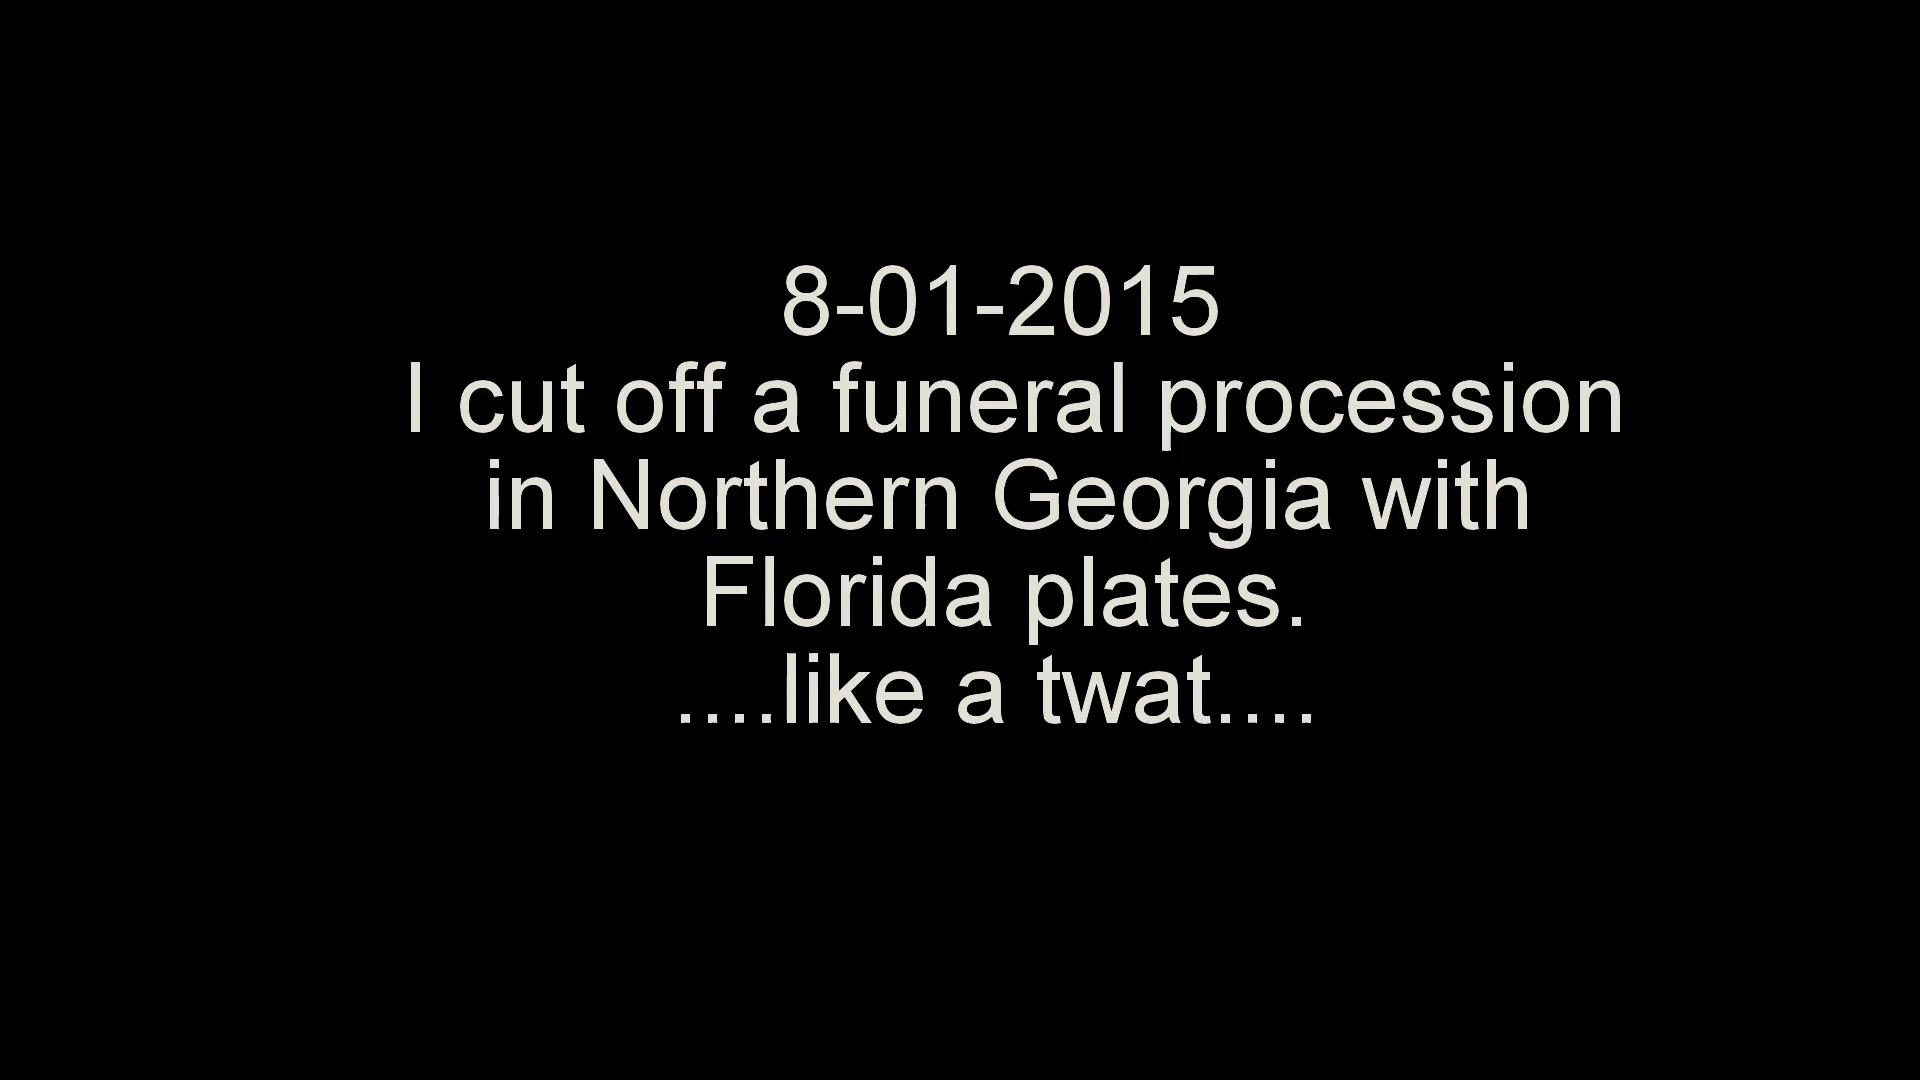 8-01-2015
I cut off a funeral procession
in Northern Georgia with
Florida plates.
....like a twat....